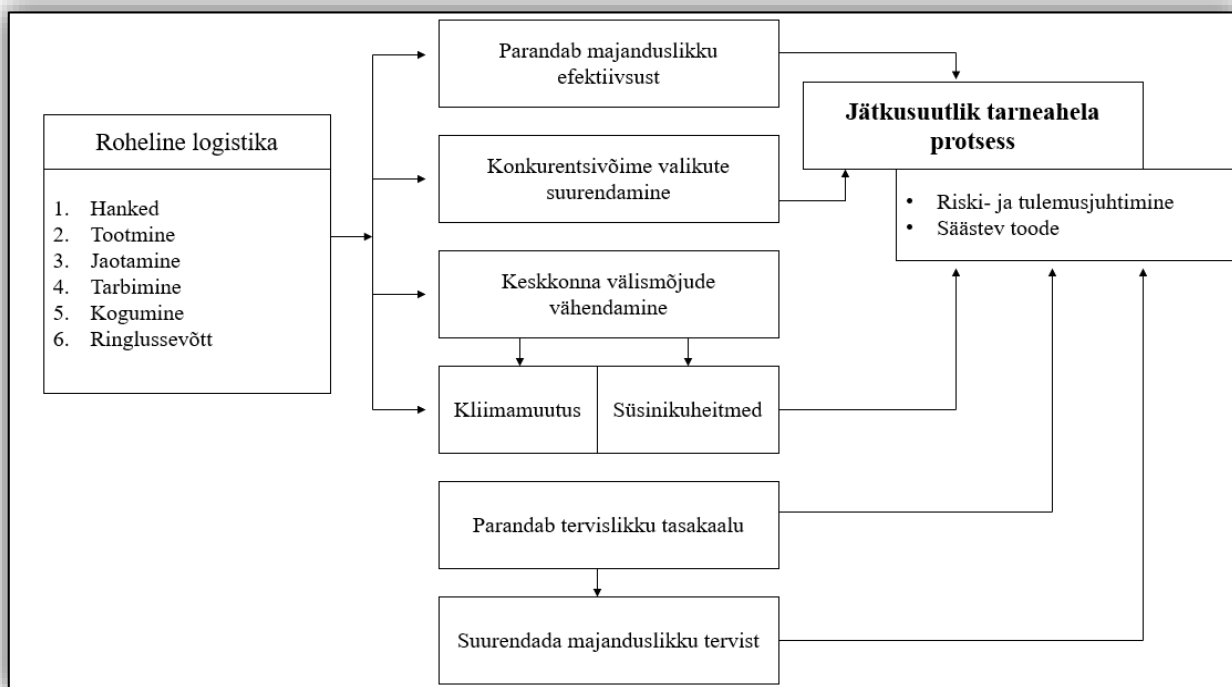 Roheline logistika
1. Hanked
2. Tootmine
3. Jaotamine
4. Tarbimine
5. Kogumine
6. Ringlussevõtt
Parandab majanduslikku
efektiivsust
Konkurentsivõime valikute
suurendamine
Keskkonna välismõjude
vähendamine
Kliimamuutus
Süsinikuheitmed
Parandab tervislikku tasakaalu
Suurendada majanduslikku tervist
Jätkusuutlik tarneahela
protsess
• Riski- ja tulemusjuhtimine
• Säästev toode